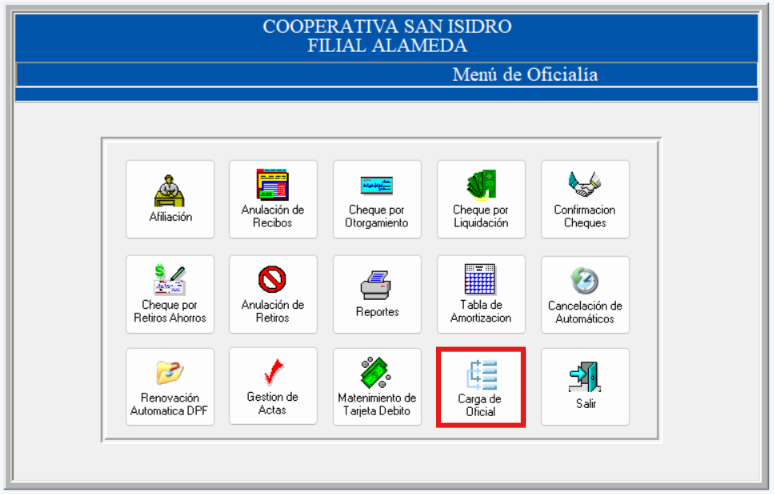 COOPERATIVA SAN ISIDRO
FILIAL ALAMEDA
Menú de Oficialía
Afiliación
Anulación de
Recibos
Cheque por
Otorgamiento
Cheque por
Liquidación
Confirmacion
Cheques
Cheque por
Retiros Ahorros
Anulación de
Retiros
Reportes
Tabla de
Amortizacion
Cancelación de
Automáticos
Renovación
Automatica DPF
Gestion de
Actas
Matenimiento de
Tarjeta Debito
Carga de
Oficial
Salir